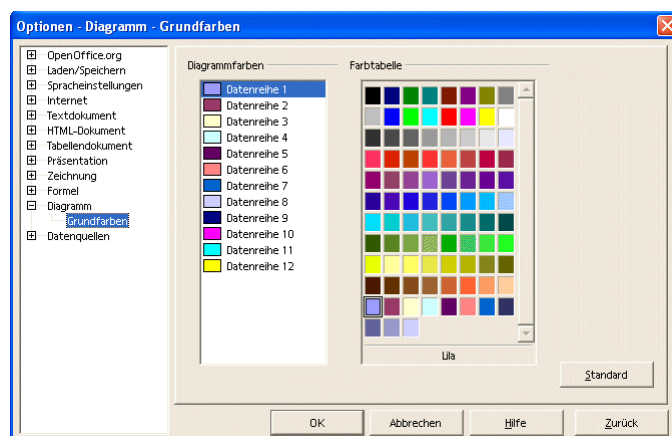 Optionen - Diagramm - Grundfarben
OpenOffice.org
Laden/Speichern
Spracheinstellungen
Internet
Textdokument
HTML-Dokument
Tabellendokument
Präsentation
Zeichnung
Formel
Diagramm
Grundfarben
Datenquellen
Diagrammfarben
Datenreihe 1
Datenreihe 2
Datenreihe 3
Datenreihe 4
Datenreihe 5
Datenreihe 6
Datenreihe 7
Datenreihe 8
Datenreihe 9
Datenreihe 10
Datenreihe 11
Datenreihe 12
Farbtabelle
Lila
Standard
OK
Abbrechen
Hilfe
Zurück